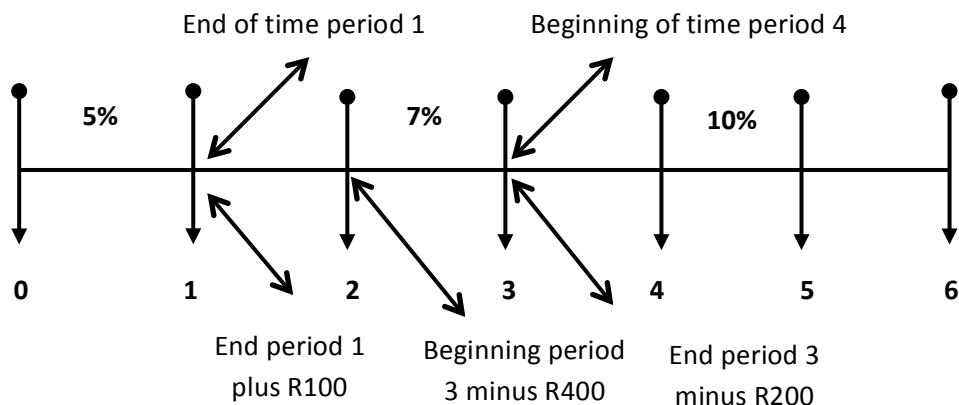 End of time period 1
Beginning of time period 4
5%
7%
10%
0
1
2
3
4
5
6
End period 1
plus R100
Beginning period
3 minus R400
End period 3
minus R200